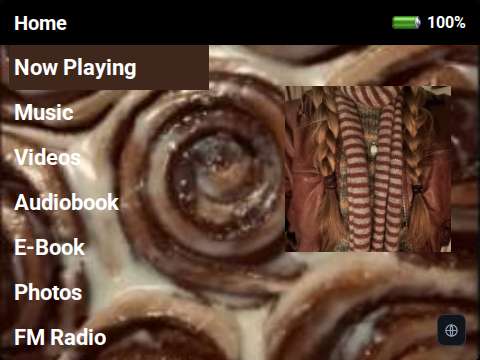 Home
100%
Now Playing
Music
Videos
Audiobook
E-Book
Photos
FM Radio